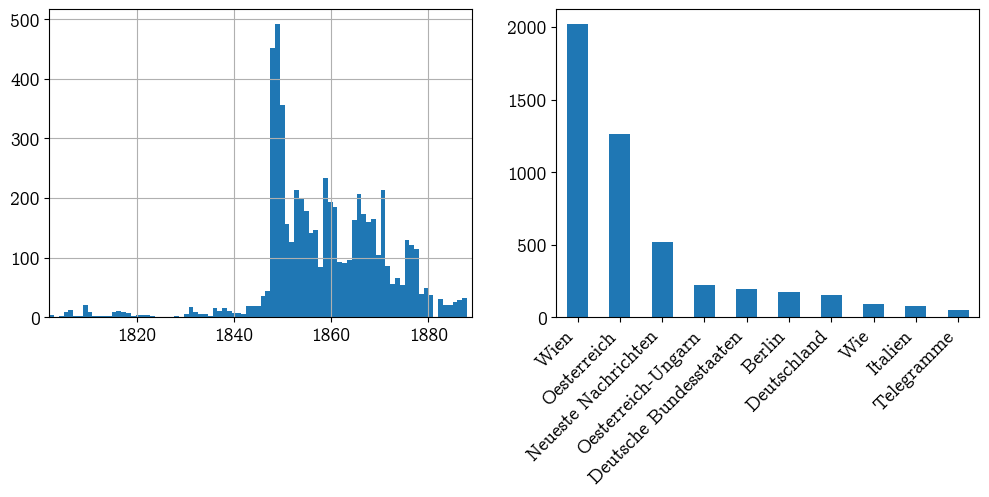 500
400
300
200
100
0
1820 1840 1860 1880
2000
1500
1000
500
0
Wien
Oesterreich
Neueste Nachrichten
Oesterreich-Ungarn
Deutsche Bundesstaaten
Berlin
Deutschland
Wie
Italien
Telegramme